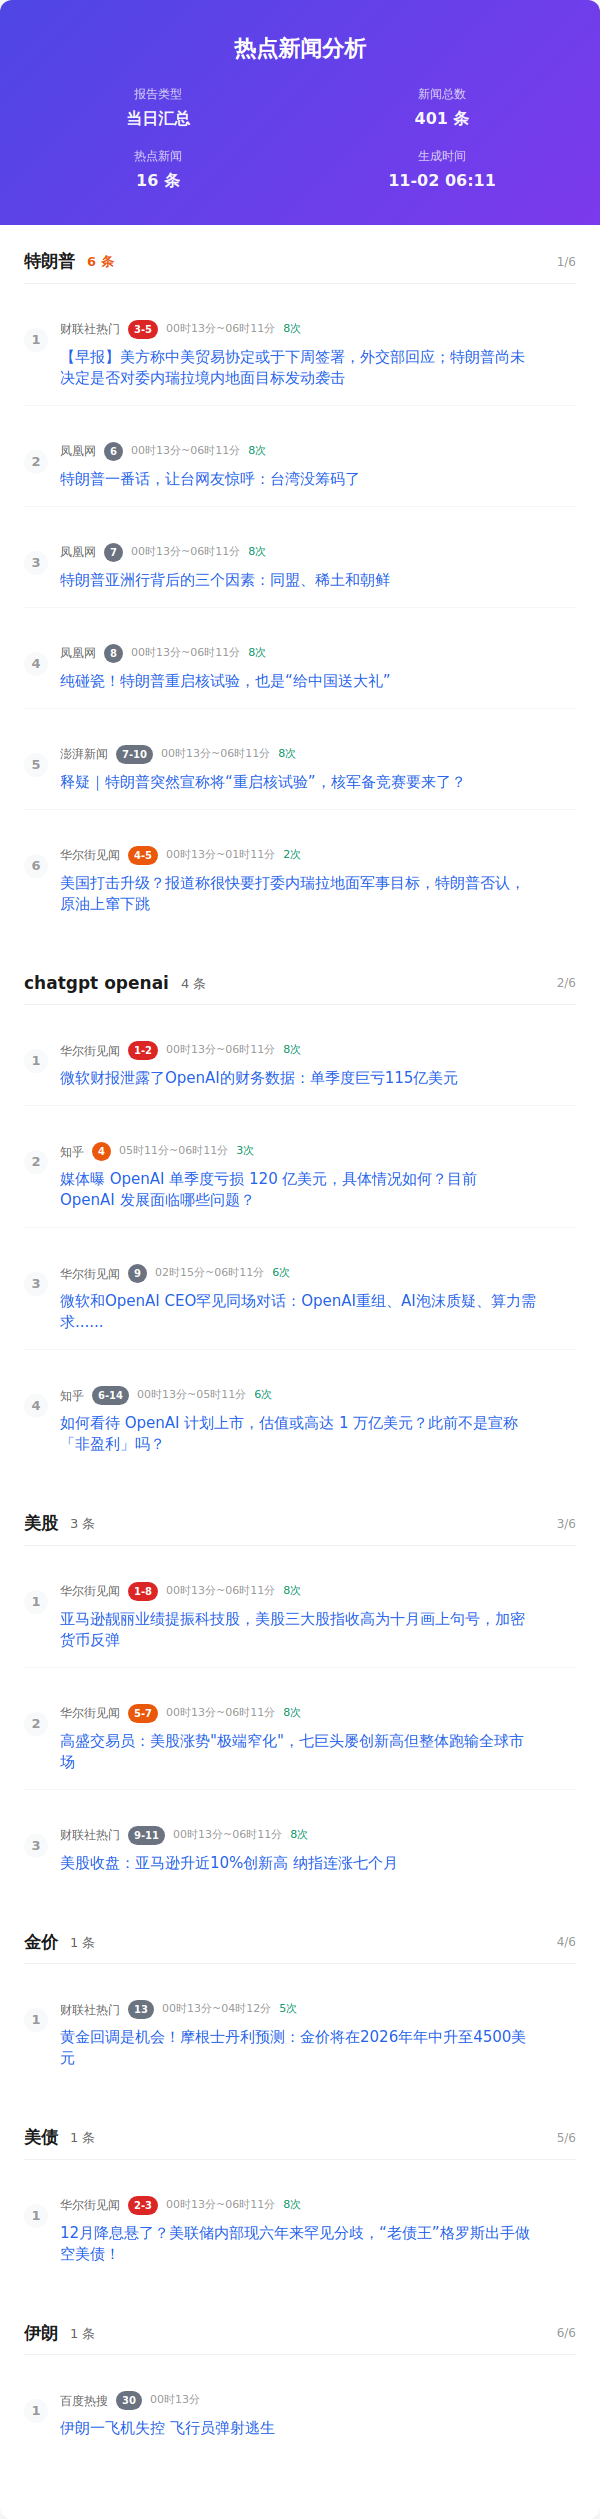 热点新闻分析
报告类型
新闻总数
当日汇总
401 条
热点新闻
生成时间
16 条
11-02 06:11
特朗普 6 条 1/6
1 财联社热门 3-5 00时13分~06时11分 8次
【早报】美方称中美贸易协定或于下周签署，外交部回应；特朗普尚未
决定是否对委内瑞拉境内地面目标发动袭击
2 凤凰网 6 00时13分~06时11分 8次
特朗普一番话，让台网友惊呼：台湾没筹码了
3 凤凰网 7 00时13分~06时11分 8次
特朗普亚洲行背后的三个因素：同盟、稀土和朝鲜
4 凤凰网 8 00时13分~06时11分 8次
纯碰瓷！特朗普重启核试验，也是“给中国送大礼”
5 澎湃新闻 7-10 00时13分~06时11分 8次
释疑｜特朗普突然宣称将“重启核试验”，核军备竞赛要来了？
6 华尔街见闻 4-5 00时13分~01时11分 2次
美国打击升级？报道称很快要打委内瑞拉地面军事目标，特朗普否认，
原油上窜下跳
chatgpt openai 4 条 2/6
1 华尔街见闻 1-2 00时13分~06时11分 8次
微软财报泄露了OpenAI的财务数据：单季度巨亏115亿美元
2 知乎 4 05时11分~06时11分 3次
媒体曝 OpenAI 单季度亏损 120 亿美元，具体情况如何？目前
OpenAI 发展面临哪些问题？
3 华尔街见闻 9 02时15分~06时11分 6次
微软和OpenAI CEO罕见同场对话：OpenAI重组、AI泡沫质疑、算力需
求……
4 知乎 6-14 00时13分~05时11分 6次
如何看待 OpenAI 计划上市，估值或高达 1 万亿美元？此前不是宣称
「非盈利」吗？
美股 3 条 3/6
1 华尔街见闻 1-8 00时13分~06时11分 8次
亚马逊靓丽业绩提振科技股，美股三大股指收高为十月画上句号，加密
货币反弹
2 华尔街见闻 5-7 00时13分~06时11分 8次
高盛交易员：美股涨势"极端窄化"，七巨头屡创新高但整体跑输全球市
场
3 财联社热门 9-11 00时13分~06时11分 8次
美股收盘：亚马逊升近10%创新高 纳指连涨七个月
金价 1 条 4/6
1 财联社热门 13 00时13分~04时12分 5次
黄金回调是机会！摩根士丹利预测：金价将在2026年年中升至4500美
元
美债 1 条 5/6
1 华尔街见闻 2-3 00时13分~06时11分 8次
12月降息悬了？美联储内部现六年来罕见分歧，“老债王”格罗斯出手做
空美债！
伊朗 1 条 6/6
1 百度热搜 30 00时13分
伊朗一飞机失控 飞行员弹射逃生